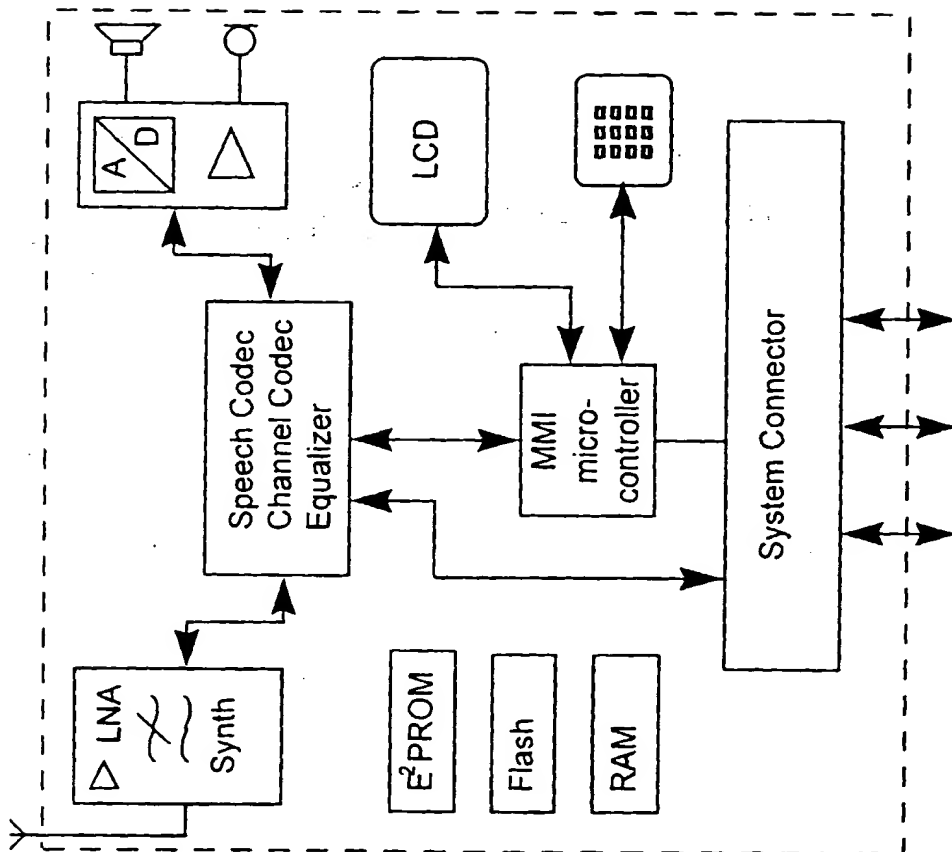 LNA
Synth
Speech Codec
Channel Codec
Equalizer
A
D
E²PROM
Flash
RAM
MMI
micro-
controller
LCD
System Connector